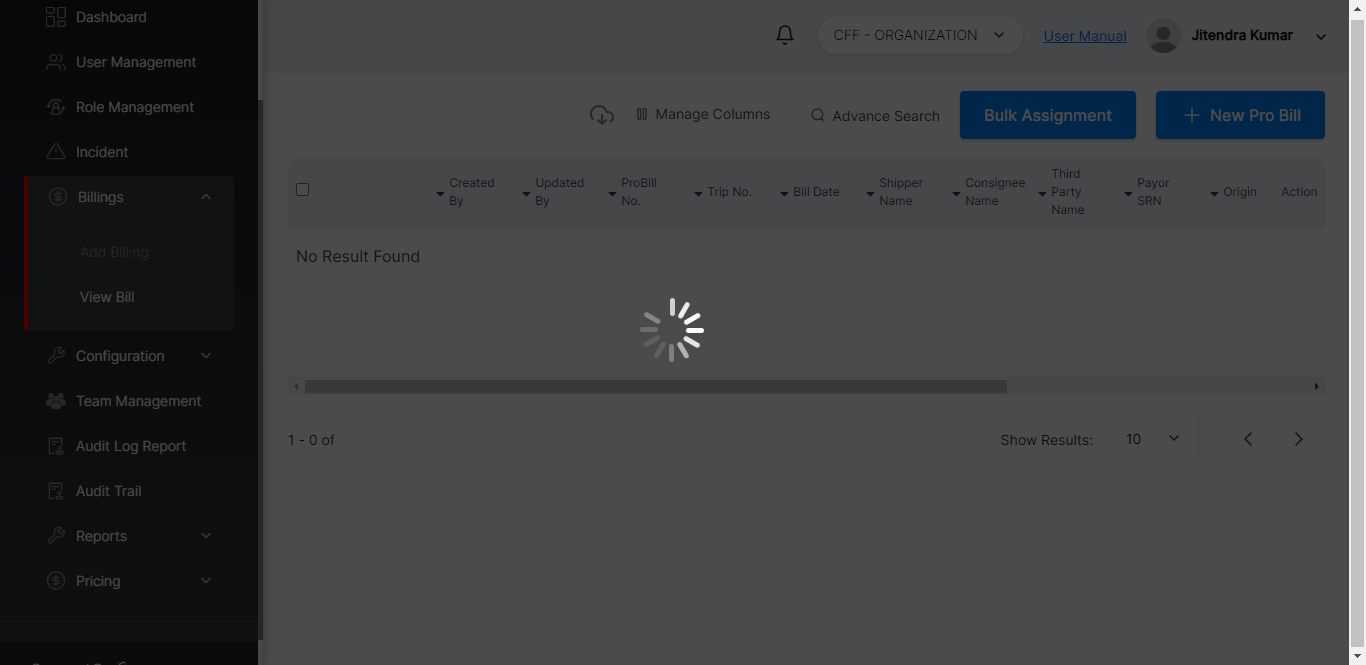 Dashboard
User Management
Role Management
Incident
Billings
Add Billing
View Bill
Configuration
Team Management
Audit Log Report
Audit Trail
Reports
Pricing
CFF - ORGANIZATION
User Manual
Jitendra Kumar
Manage Columns
Advance Search
Bulk Assignment
New Pro Bill
Created
By
Updated
By
ProBill
No.
Trip No.
Bill Date
Shipper
Name
Consignee
Name
Third
Party
Name
Payor
SRN
Origin
Action
No Result Found
1 - 0 of
Show Results:
10